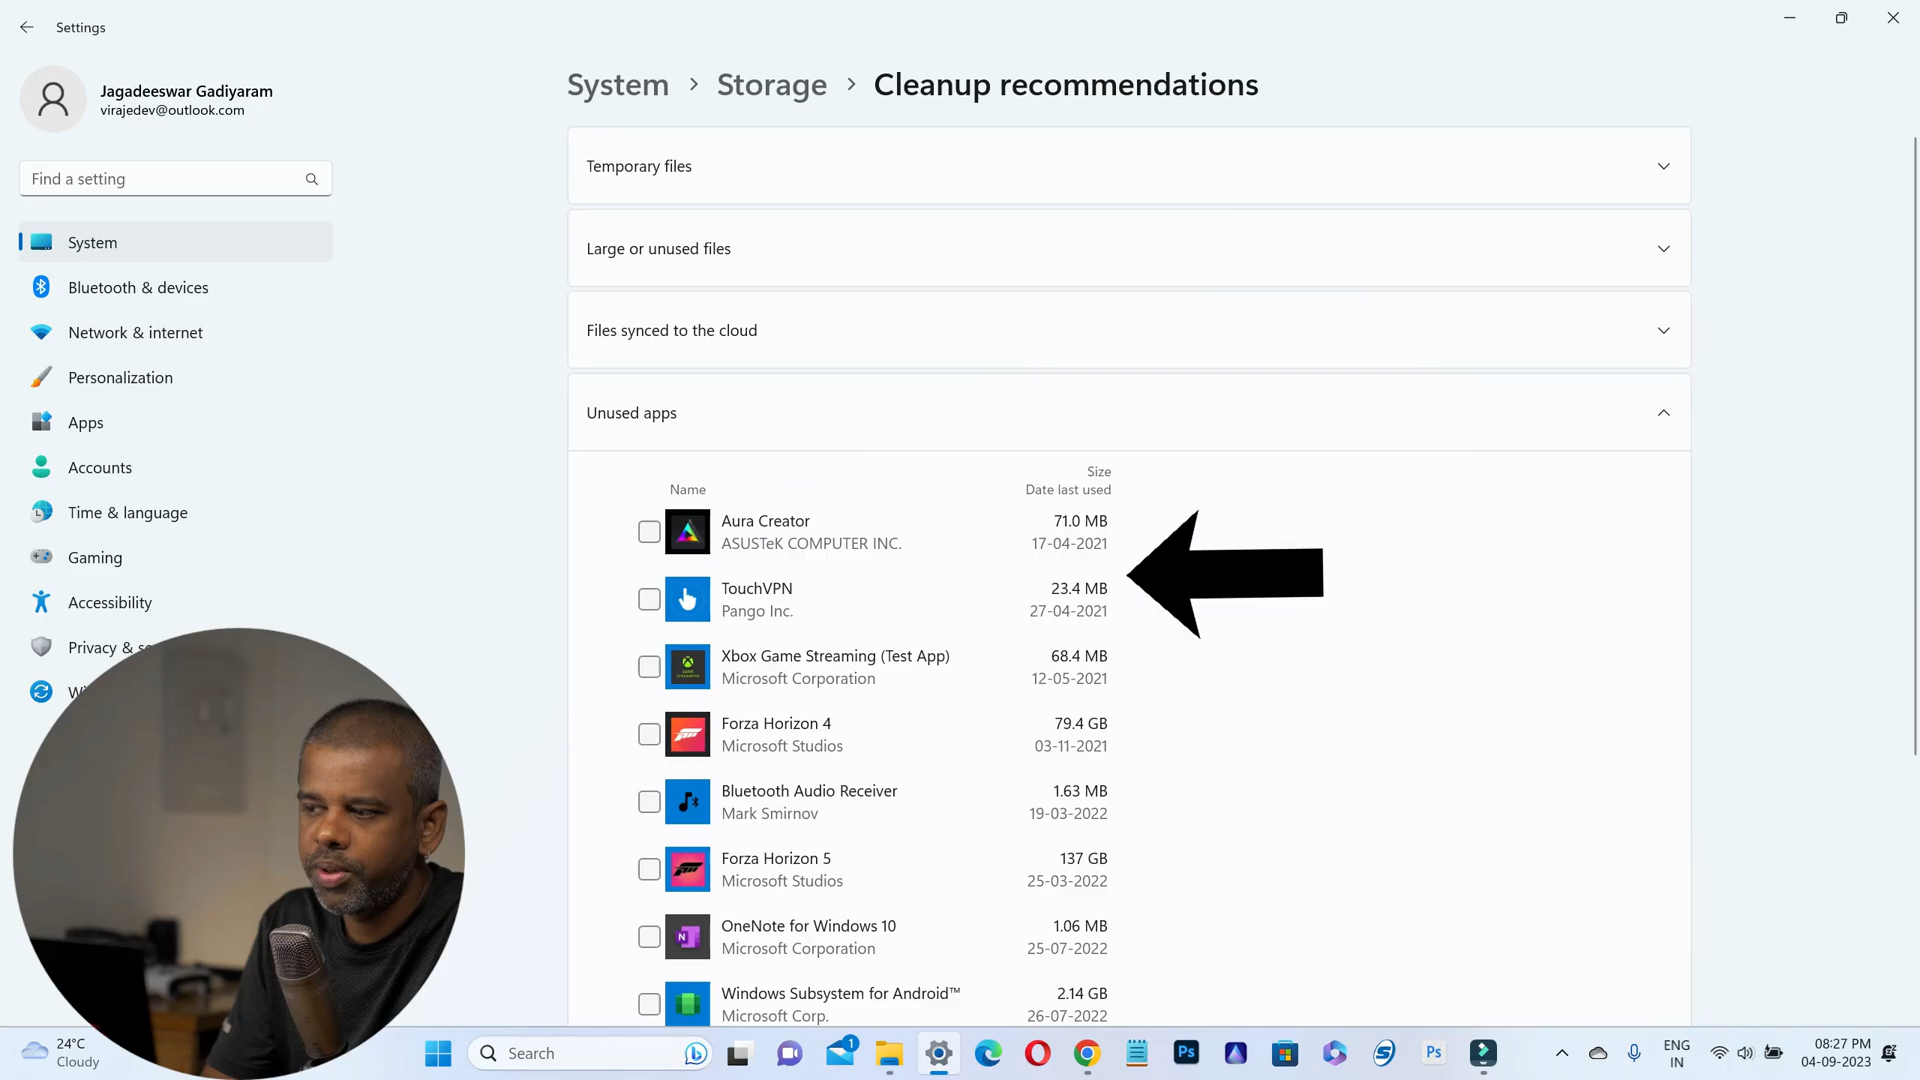 Settings
Jagadeeswar Gadiyaram
virajedev@outlook.com
Find a setting
System
Bluetooth & devices
Network & internet
Personalization
Apps
Accounts
Time & language
Gaming
Accessibility
Privacy &
System > Storage > Cleanup recommendations
Temporary files
Large or unused files
Files synced to the cloud
Unused apps
Size
Name Date last used
Aura Creator 71.0 MB
ASUSTeK COMPUTER INC. 17-04-2021
TouchVPN 23.4 MB
Pango Inc. 27-04-2021
Xbox Game Streaming (Test App) 68.4 MB
Microsoft Corporation 12-05-2021
Forza Horizon 4 79.4 GB
Microsoft Studios 03-11-2021
Bluetooth Audio Receiver 1.63 MB
Mark Smirnov 19-03-2022
Forza Horizon 5 137 GB
Microsoft Studios 25-03-2022
OneNote for Windows 10 1.06 MB
Microsoft Corporation 25-07-2022
Windows Subsystem for Android™ 2.14 GB
Microsoft Corp. 26-07-2022
24°C
Cloudy
Search
1
Ps
Ps
ENG
IN
08:27 PM
04-09-2023